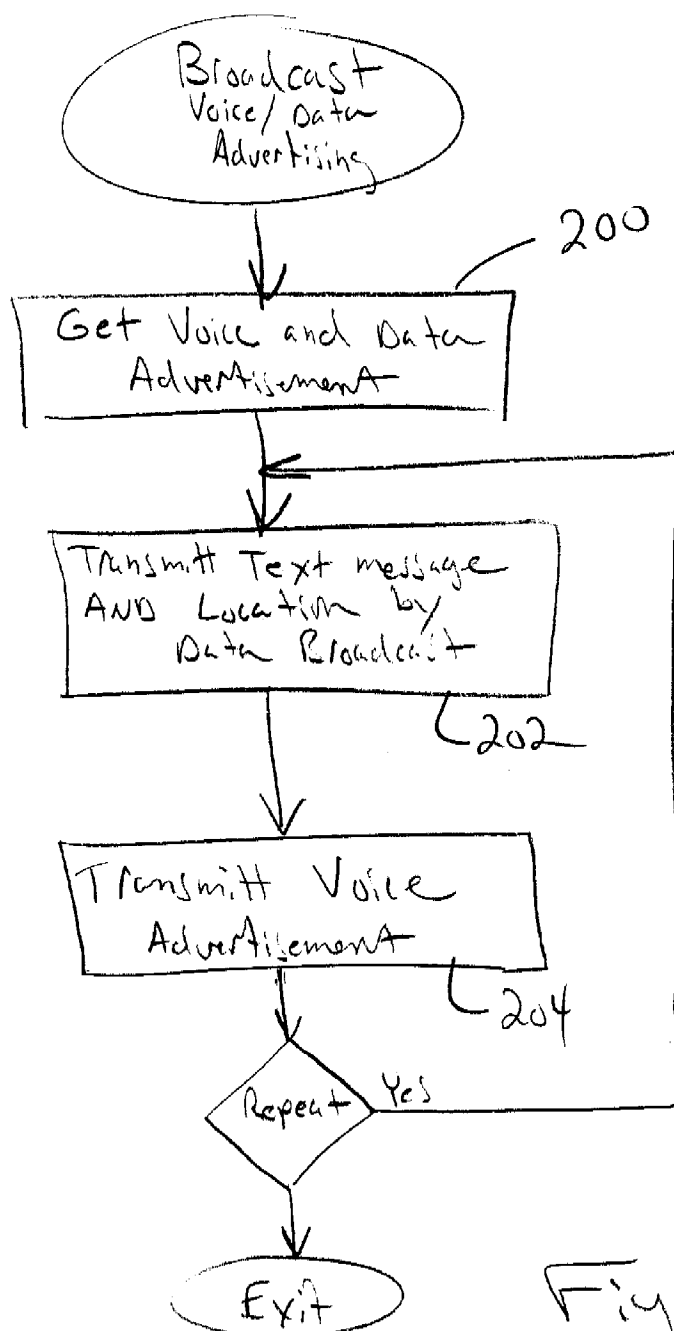 Broadcast
Voice/Data
Advertising
200
Get Voice and Data
Advertisement
Transmitt Text message
AND Location by
Data Broadcast
202
Transmitt Voice
Advertisement
204
Repeat
Yes
Exit
Fig